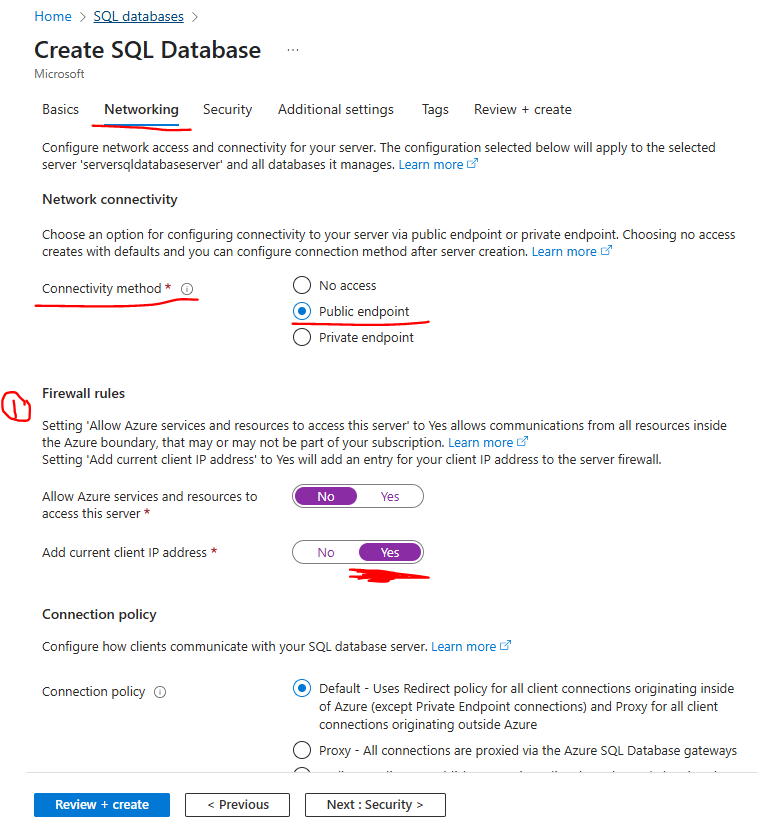 Home > SQL databases >
Create SQL Database ...
Microsoft
Basics Networking Security Additional settings Tags Review + create
Configure network access and connectivity for your server. The configuration selected below will apply to the selected
server 'serversqldatabaseserver' and all databases it manages. Learn more
Network connectivity
Choose an option for configuring connectivity to your server via public endpoint or private endpoint. Choosing no access
creates with defaults and you can configure connection method after server creation. Learn more
Connectivity method *
No access
Public endpoint
Private endpoint
1
Firewall rules
Setting 'Allow Azure services and resources to access this server' to Yes allows communications from all resources inside
the Azure boundary, that may or may not be part of your subscription. Learn more
Setting 'Add current client IP address' to Yes will add an entry for your client IP address to the server firewall.
Allow Azure services and resources to
access this server *
No Yes
Add current client IP address *
No Yes
Connection policy
Configure how clients communicate with your SQL database server. Learn more
Connection policy
Default - Uses Redirect policy for all client connections originating inside
of Azure (except Private Endpoint connections) and Proxy for all client
connections originating outside Azure
Proxy - All connections are proxied via the Azure SQL Database gateways
Review + create
< Previous
Next : Security >